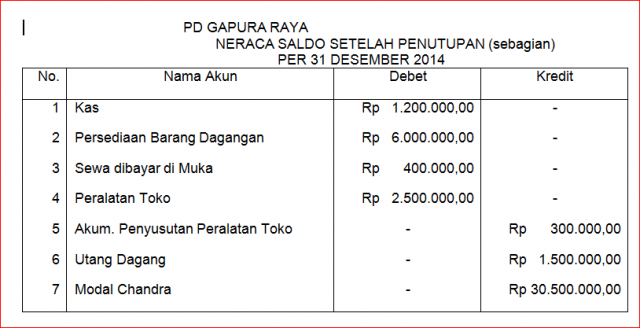 PD GAPURA RAYA
NERACA SALDO SETELAH PENUTUPAN (sebagian)
PER 31 DESEMBER 2014
No. Nama Akun Debet Kredit
1 Kas Rp 1.200.000,00 -
2 Persediaan Barang Dagangan Rp 6.000.000,00 -
3 Sewa dibayar di Muka Rp 400.000,00 -
4 Peralatan Toko Rp 2.500.000,00 -
5 Akum. Penyusutan Peralatan Toko - Rp 300.000,00
6 Utang Dagang - Rp 1.500.000,00
7 Modal Chandra - Rp 30.500.000,00